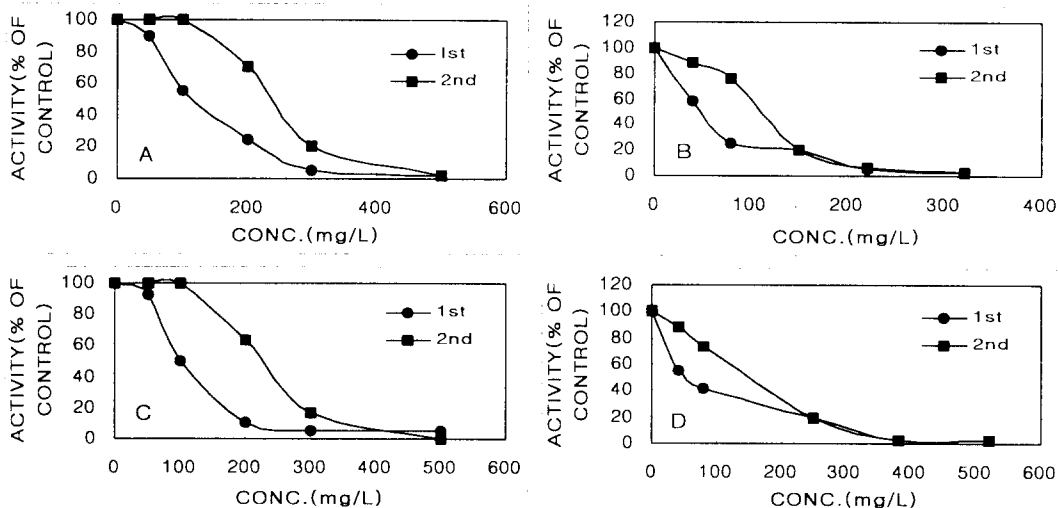 ACTIVITY(% OF
CONTROL)
100
80
60
40
20
0
A
Ist
2nd
0
200
400
600
CONC.(mg/L)
ACTIVITY(% OF
CONTROL)
120
100
80
60
40
20
0
B
1st
2nd
0
100
200
300
400
CONC.(mg/L)
ACTIVITY(% OF
CONTROL)
100
80
60
40
20
0
C
1st
2nd
0
100
200
300
400
500
600
CONC.(mg/L)
ACTIVITY(% OF
CONTROL)
120
100
80
60
40
20
0
D
1st
2nd
0
100
200
300
400
500
600
CONC.(mg/L)